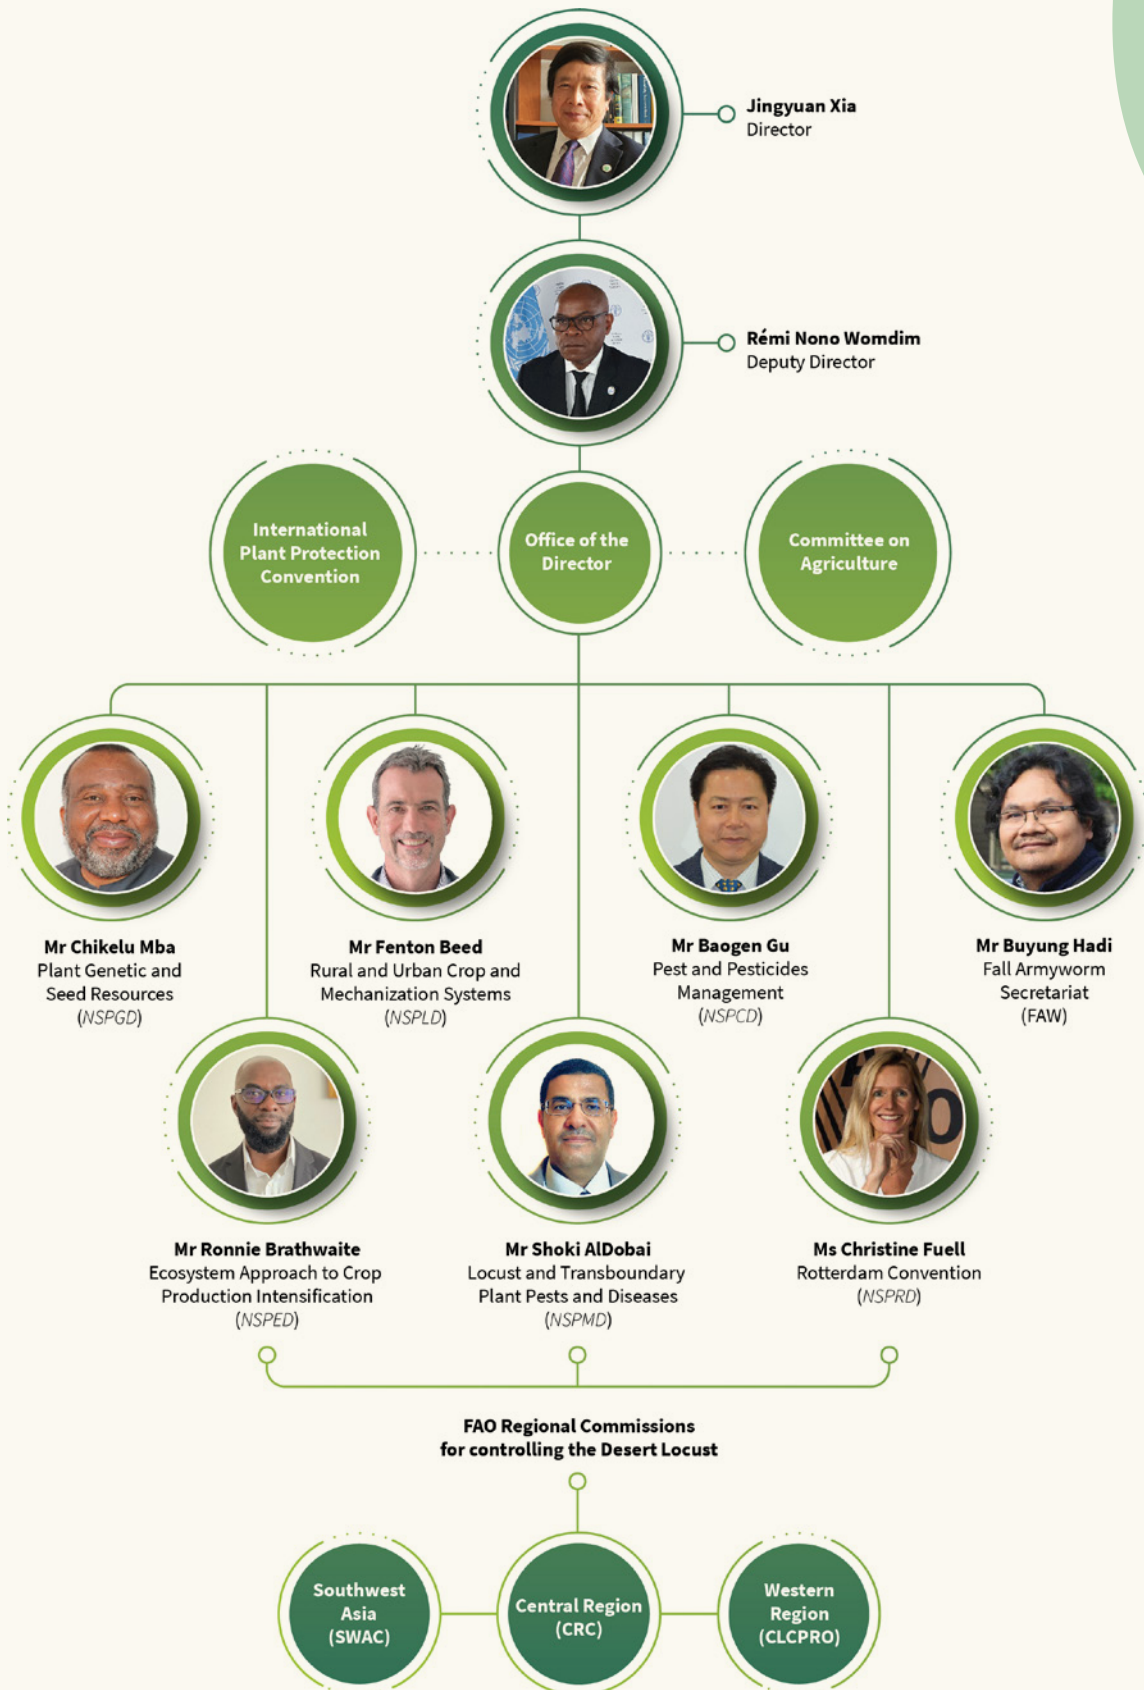 Jingyuan Xia
Director
Rémi Nono Womdim
Deputy Director
International
Plant Protection
Convention
Office of the
Director
Committee on
Agriculture
Mr Chikelu Mba
Plant Genetic and
Seed Resources
(NSPGD)
Mr Fenton Beed
Rural and Urban Crop and
Mechanization Systems
(NSPLD)
Mr Baogen Gu
Pest and Pesticides
Management
(NSPCD)
Mr Buyung Hadi
Fall Armyworm
Secretariat
(FAW)
Mr Ronnie Brathwaite
Ecosystem Approach to Crop
Production Intensification
(NSPED)
Mr Shoki AlDobai
Locust and Transboundary
Plant Pests and Diseases
(NSPMD)
Ms Christine Fuell
Rotterdam Convention
(NSPRD)
FAO Regional Commissions
for controlling the Desert Locust
Southwest
Asia
(SWAC)
Central Region
(CRC)
Western
Region
(CLCPRO)